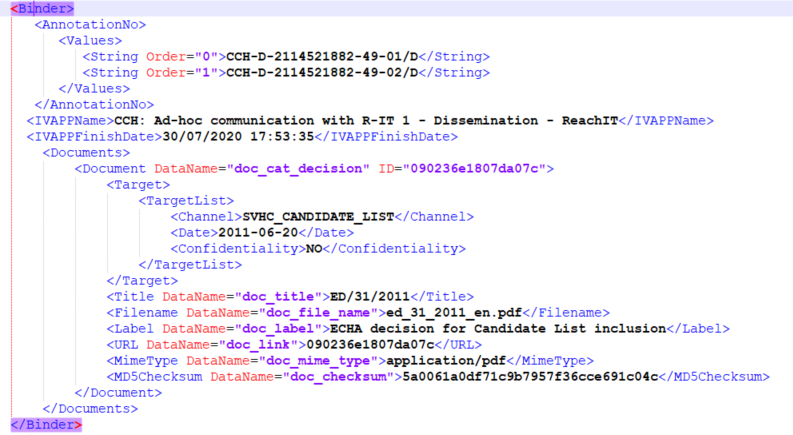 <Binder>
<AnnotationNo>
<Values>
<String Order="0">CCH-D-2114521882-49-01/D</String>
<String Order="1">CCH-D-2114521882-49-02/D</String>
</Values>
</AnnotationNo>
<IVAPPName>CCH: Ad-hoc communication with R-IT 1 - Dissemination - ReachIT</IVAPPName>
<IVAPPFinishDate>30/07/2020 17:53:35</IVAPPFinishDate>
<Documents>
<Document DataName="doc_cat_decision" ID="090236e1807da07c">
<Target>
<TargetList>
<Channel>SVHC_CANDIDATE_LIST</Channel>
<Date>2011-06-20</Date>
<Confidentiality>NO</Confidentiality>
</TargetList>
</Target>
<Title DataName="doc_title">ED/31/2011</Title>
<Filename DataName="doc_file_name">ed_31_2011_en.pdf</Filename>
<Label DataName="doc_label">ECHA decision for Candidate List inclusion</Label>
<URL DataName="doc_link">090236e1807da07c</URL>
<MimeType DataName="doc_mime_type">application/pdf</MimeType>
<MD5Checksum DataName="doc_checksum">5a0061a0df71c9b7957f36cce691c04c</MD5Checksum>
</Document>
</Documents>
</Binder>